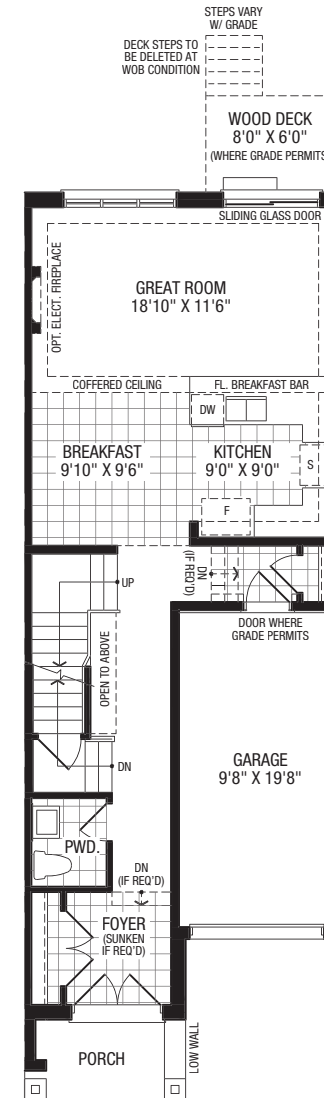 STEPS VARY
W/ GRADE
DECK STEPS TO
BE DELETED AT
WOB CONDITION
WOOD DECK
8'0" X 6'0"
(WHERE GRADE PERMITS
SLIDING GLASS DOOR
OPT. ELECT. FIREPLACE
GREAT ROOM
18'10" X 11'6"
COFFERED CEILING
FL. BREAKFAST BAR
DW
BREAKFAST
9'10" X 9'6"
KITCHEN
9'0" X 9'0"
S
F
UP
DN
(IF REQ'D)
DOOR WHERE
GRADE PERMITS
OPEN TO ABOVE
DN
GARAGE
9'8" X 19'8"
PWD.
DN
(IF REQ'D)
FOYER
(SUNKEN
IF REQ'D)
PORCH
LOW WALL